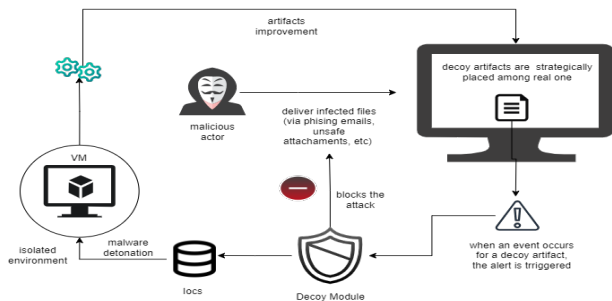 artifacts
improvement
decoy artifacts are strategically
placed among real one
malicious
actor
deliver infected files
(via phising emails,
unsafe
attachaments, etc)
VM
blocks the
attack
isolated
environment
malware
detonation
Iocs
Decoy Module
when an event occurs
for a decoy artifact,
the alert is trriggered